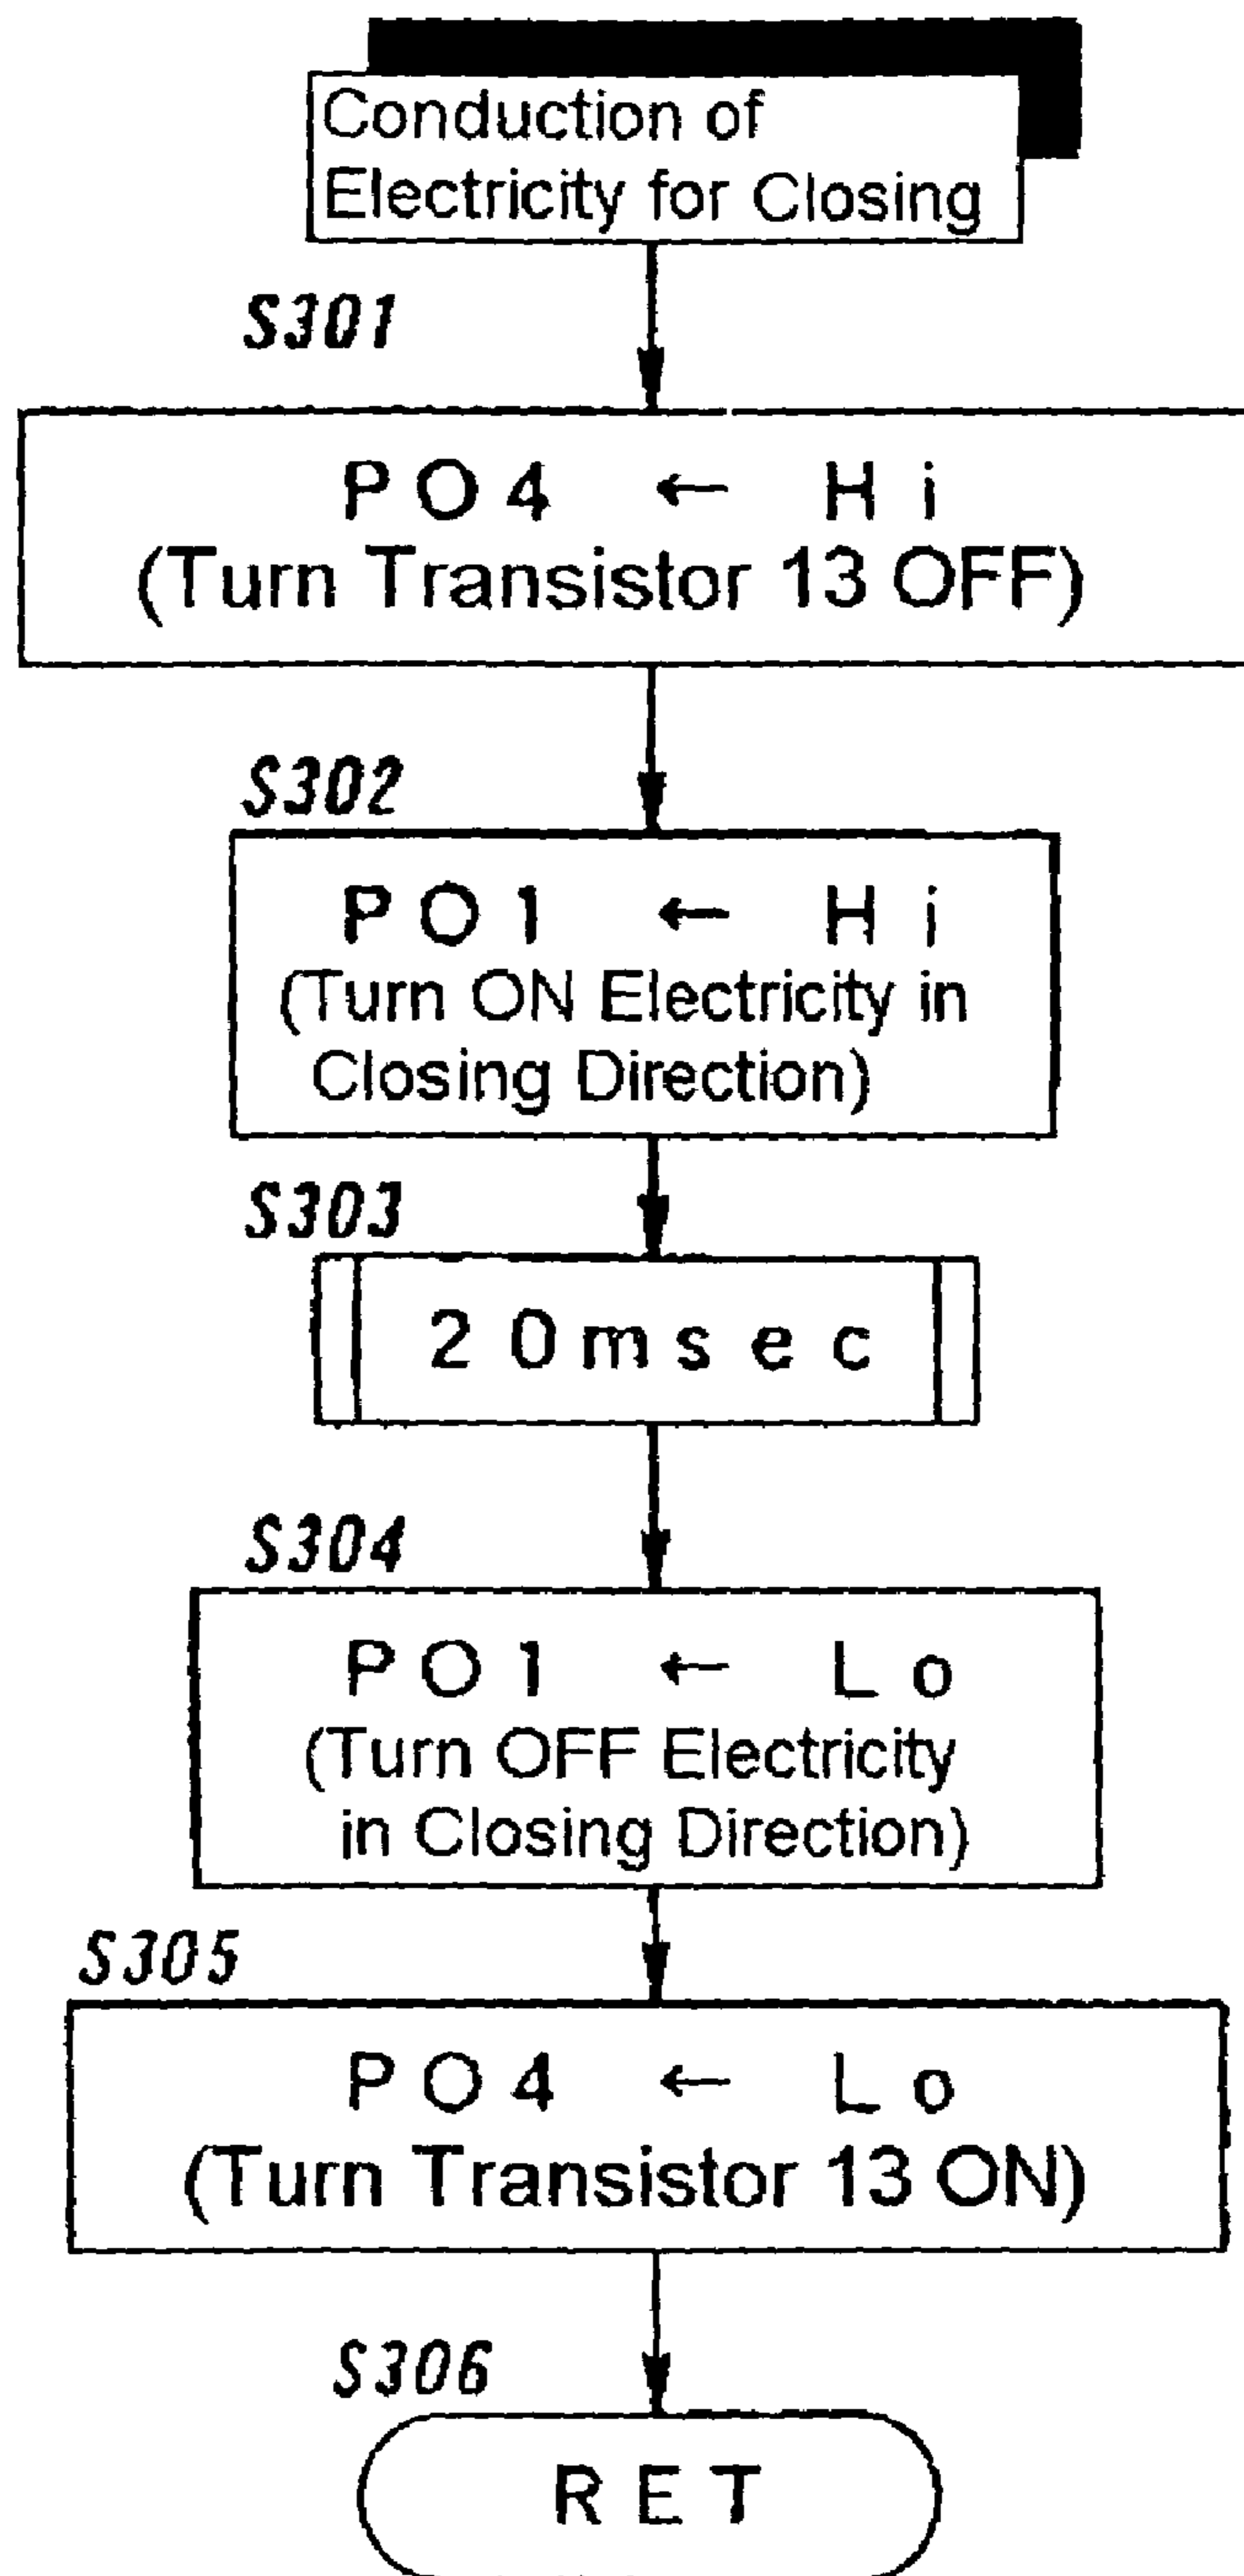 Conduction of
Electricity for Closing
S301
PO4 ← Hi
(Turn Transistor 13 OFF)
S302
PO1 ← Hi
(Turn ON Electricity in
Closing Direction)
S303
20msec
S304
PO1 ← Lo
(Turn OFF Electricity
in Closing Direction)
S305
PO4 ← Lo
(Turn Transistor 13 ON)
S306
RET